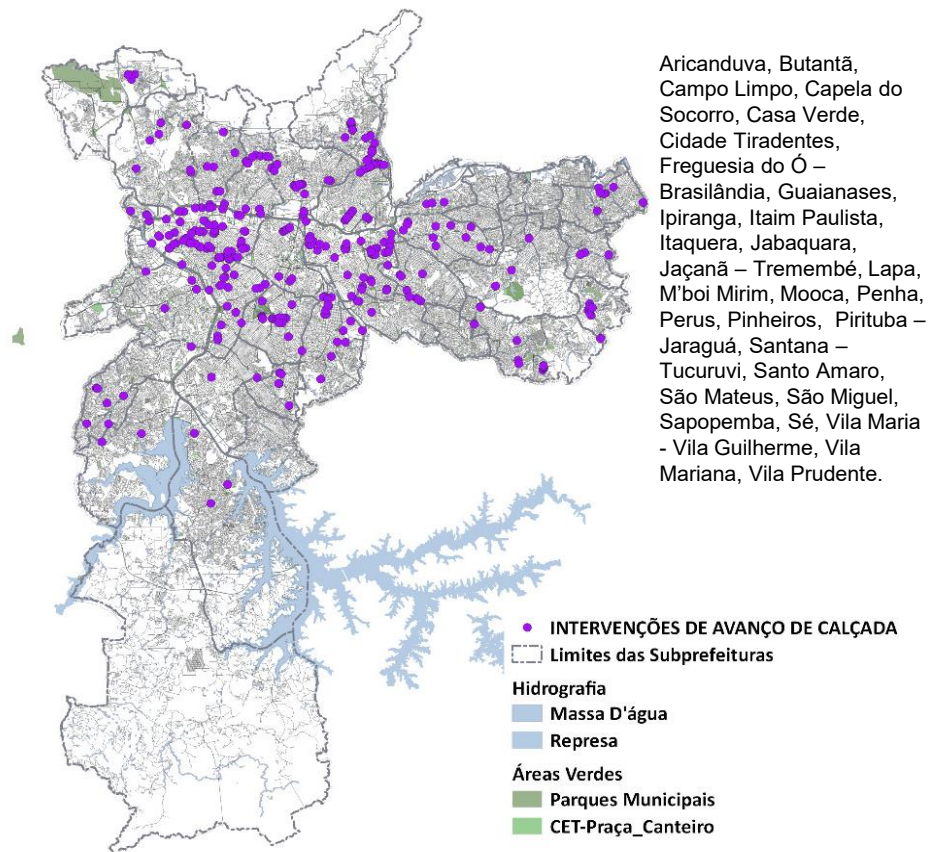 Aricanduva, Butantã,
Campo Limpo, Capela do
Socorro, Casa Verde,
Cidade Tiradentes,
Freguesia do Ó –
Brasilândia, Guaianases,
Ipiranga, Itaim Paulista,
Itaquera, Jabaquara,
Jaçanã – Tremembé, Lapa,
M'boi Mirim, Mooca, Penha,
Perus, Pinheiros, Pirituba –
Jaraguá, Santana –
Tucuruvi, Santo Amaro,
São Mateus, São Miguel,
Sapopemba, Sé, Vila Maria
- Vila Guilherme, Vila
Mariana, Vila Prudente.
INTERVENÇÕES DE AVANÇO DE CALÇADA
Limites das Subprefeituras
Hidrografia
Massa D'água
Represa
Áreas Verdes
Parques Municipais
CET-Praça_Canteiro